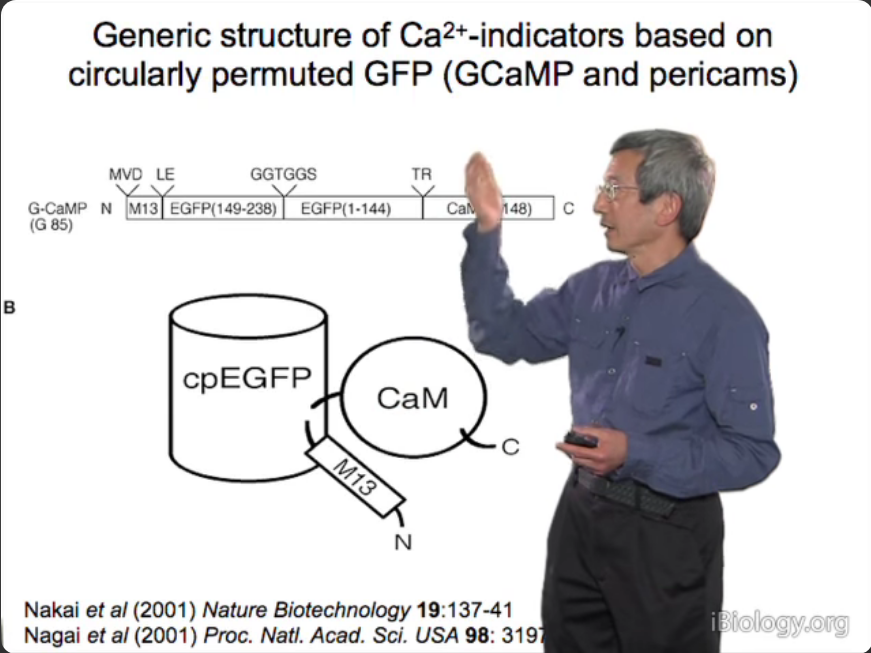 Generic structure of Ca²⁺-indicators based on
circularly permuted GFP (GCaMP and pericams)
MVD LE GGTGGS TR
G-CaMP N M13 EGFP(149-238) EGFP(1-144) 148) C
(G 85)
B
cpEGFP
CaM
C
M13
N
Nakai et al (2001) Nature Biotechnology 19:137-41
Nagai et al (2001) Proc. Natl. Acad. Sci. USA 98: 3197
iBiology.org